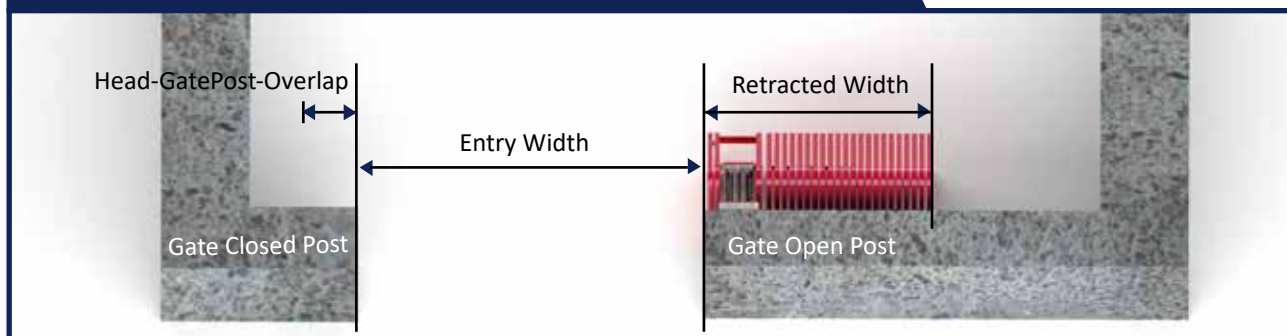 Head-GatePost-Overlap
Retracted Width
Entry Width
Gate Closed Post
Gate Open Post